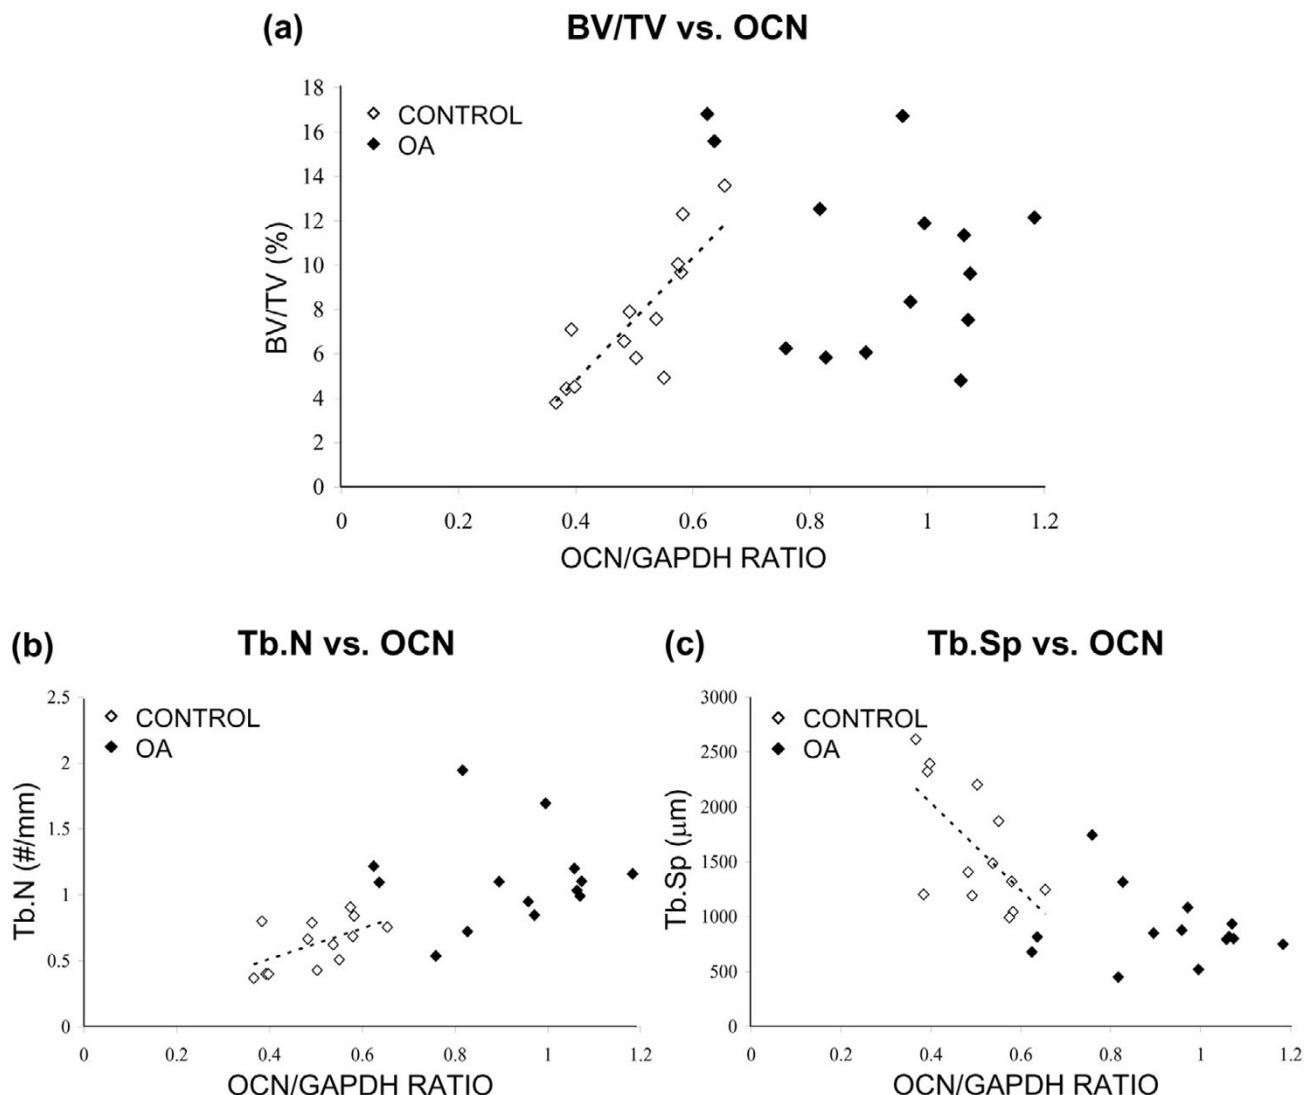 (a) BV/TV vs. OCN
18
CONTROL
16
OA
14
12
10
8
6
4
2
0
BV/TV (%)
0 0.2 0.4 0.6 0.8 1 1.2
OCN/GAPDH RATIO
(b) Tb.N vs. OCN
2.5
CONTROL
OA
2
1.5
1
0.5
0
Tb.N (#/mm)
0 0.2 0.4 0.6 0.8 1 1.2
OCN/GAPDH RATIO
(c) Tb.Sp vs. OCN
3000
CONTROL
2500
OA
2000
1500
1000
500
0
Tb.Sp (μm)
0 0.2 0.4 0.6 0.8 1 1.2
OCN/GAPDH RATIO